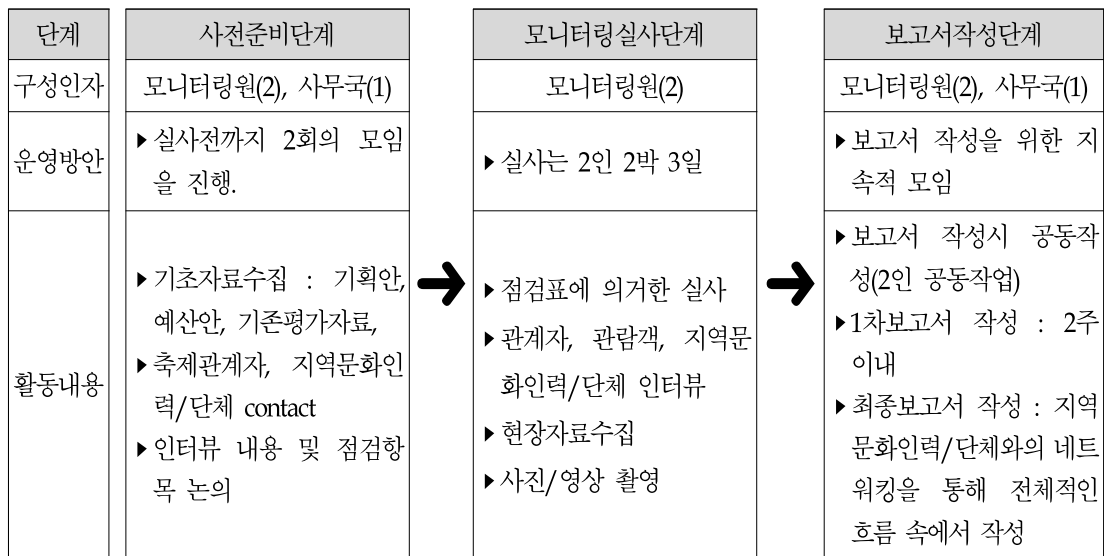 단계
사전준비단계
모니터링실사단계
보고서작성단계
구성인자
모니터링원(2), 사무국(1)
모니터링원(2)
모니터링원(2), 사무국(1)
운영방안
▶실사전까지 2회의 모임
을 진행.
▶실사는 2인 2박 3일
▶보고서 작성을 위한 지
속적 모임
활동내용
▶기초자료수집 : 기획안,
예산안, 기존평가자료,
▶축제관계자, 지역문화인
력/단체 contact
▶인터뷰 내용 및 점검항
목 논의
▶점검표에 의거한 실사
▶관계자, 관람객, 지역문
화인력/단체 인터뷰
▶현장자료수집
▶사진/영상 촬영
▶보고서 작성시 공동작
성(2인 공동작업)
▶1차보고서 작성 : 2주
이내
▶최종보고서 작성 : 지역
문화인력/단체와의 네트
워킹을 통해 전체적인
흐름 속에서 작성